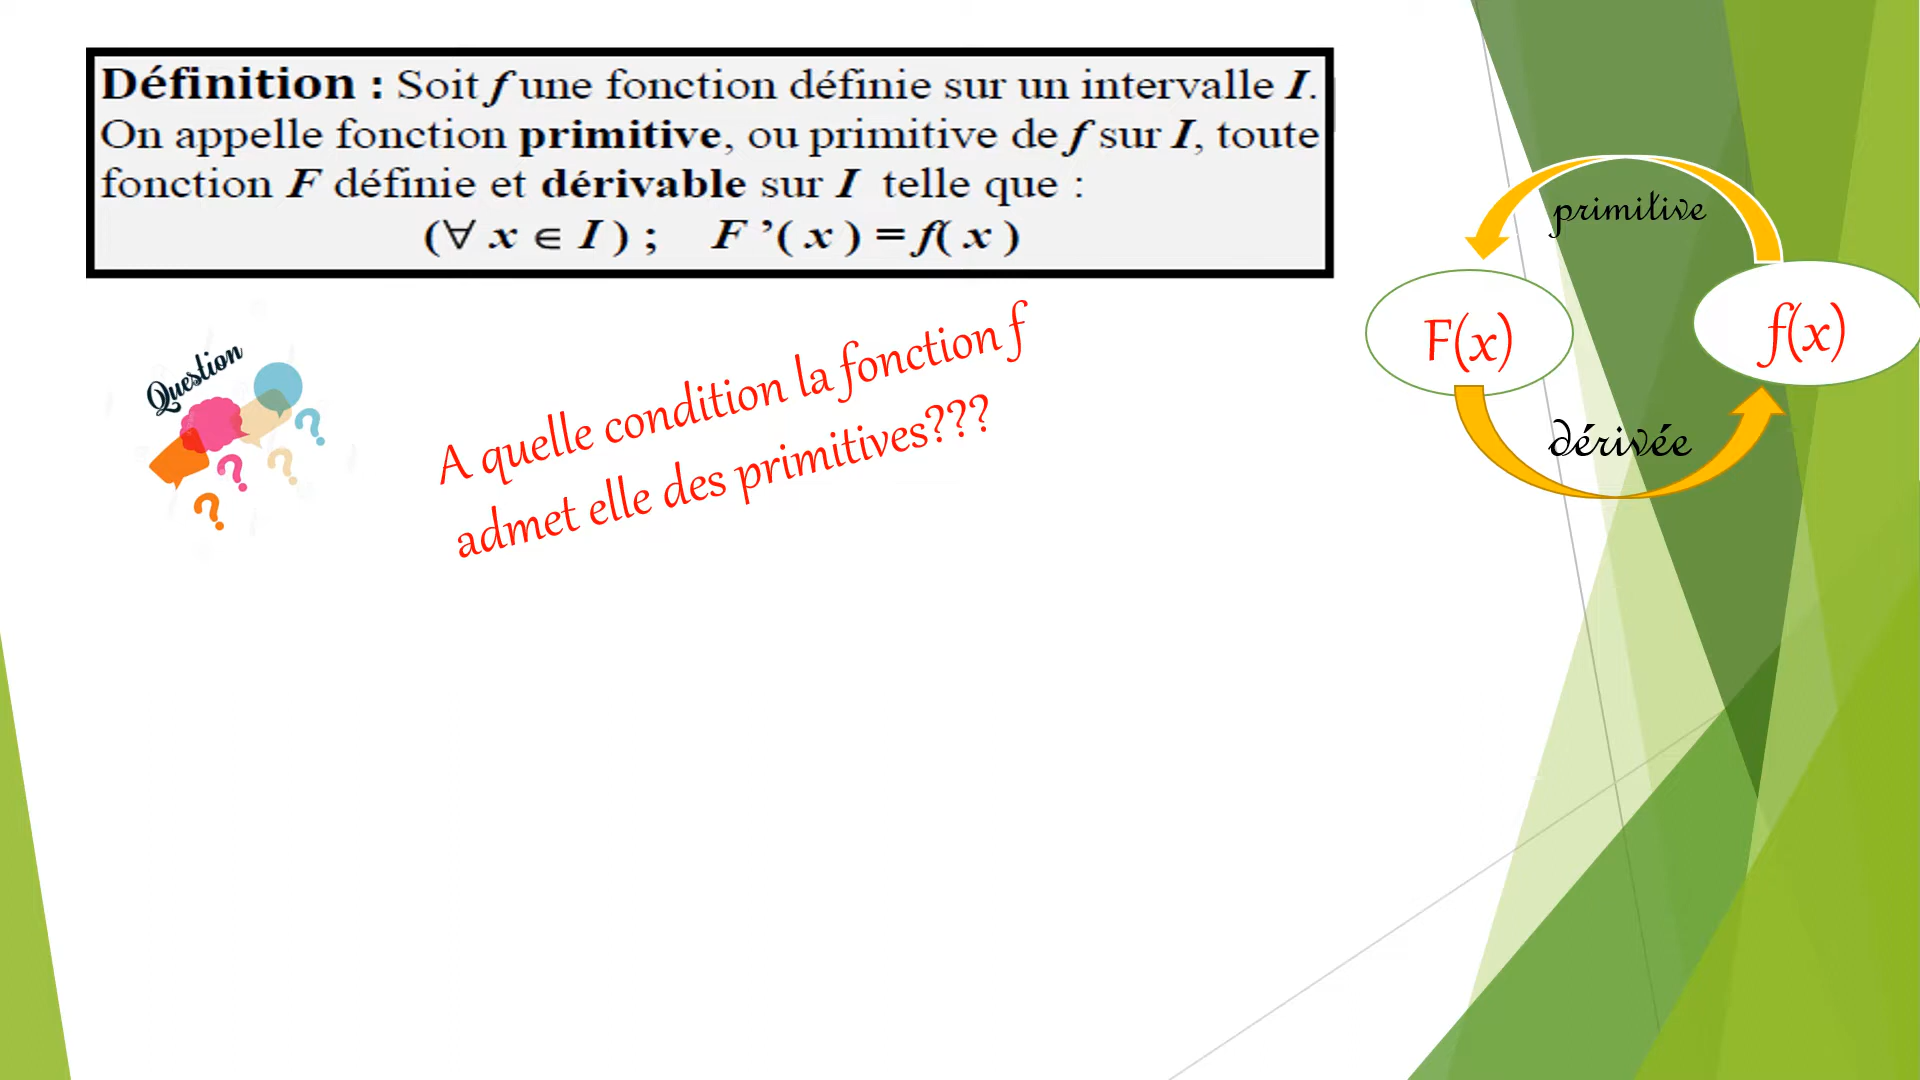 Définition : Soit f une fonction définie sur un intervalle I.
On appelle fonction primitive, ou primitive de f sur I, toute
fonction F définie et dérivable sur I telle que :
(∀ x ∈ I ) ; F ’( x ) = f( x )
primitive
F(x)
f(x)
dérivée
Question
A quelle condition la fonction f
admet elle des primitives???